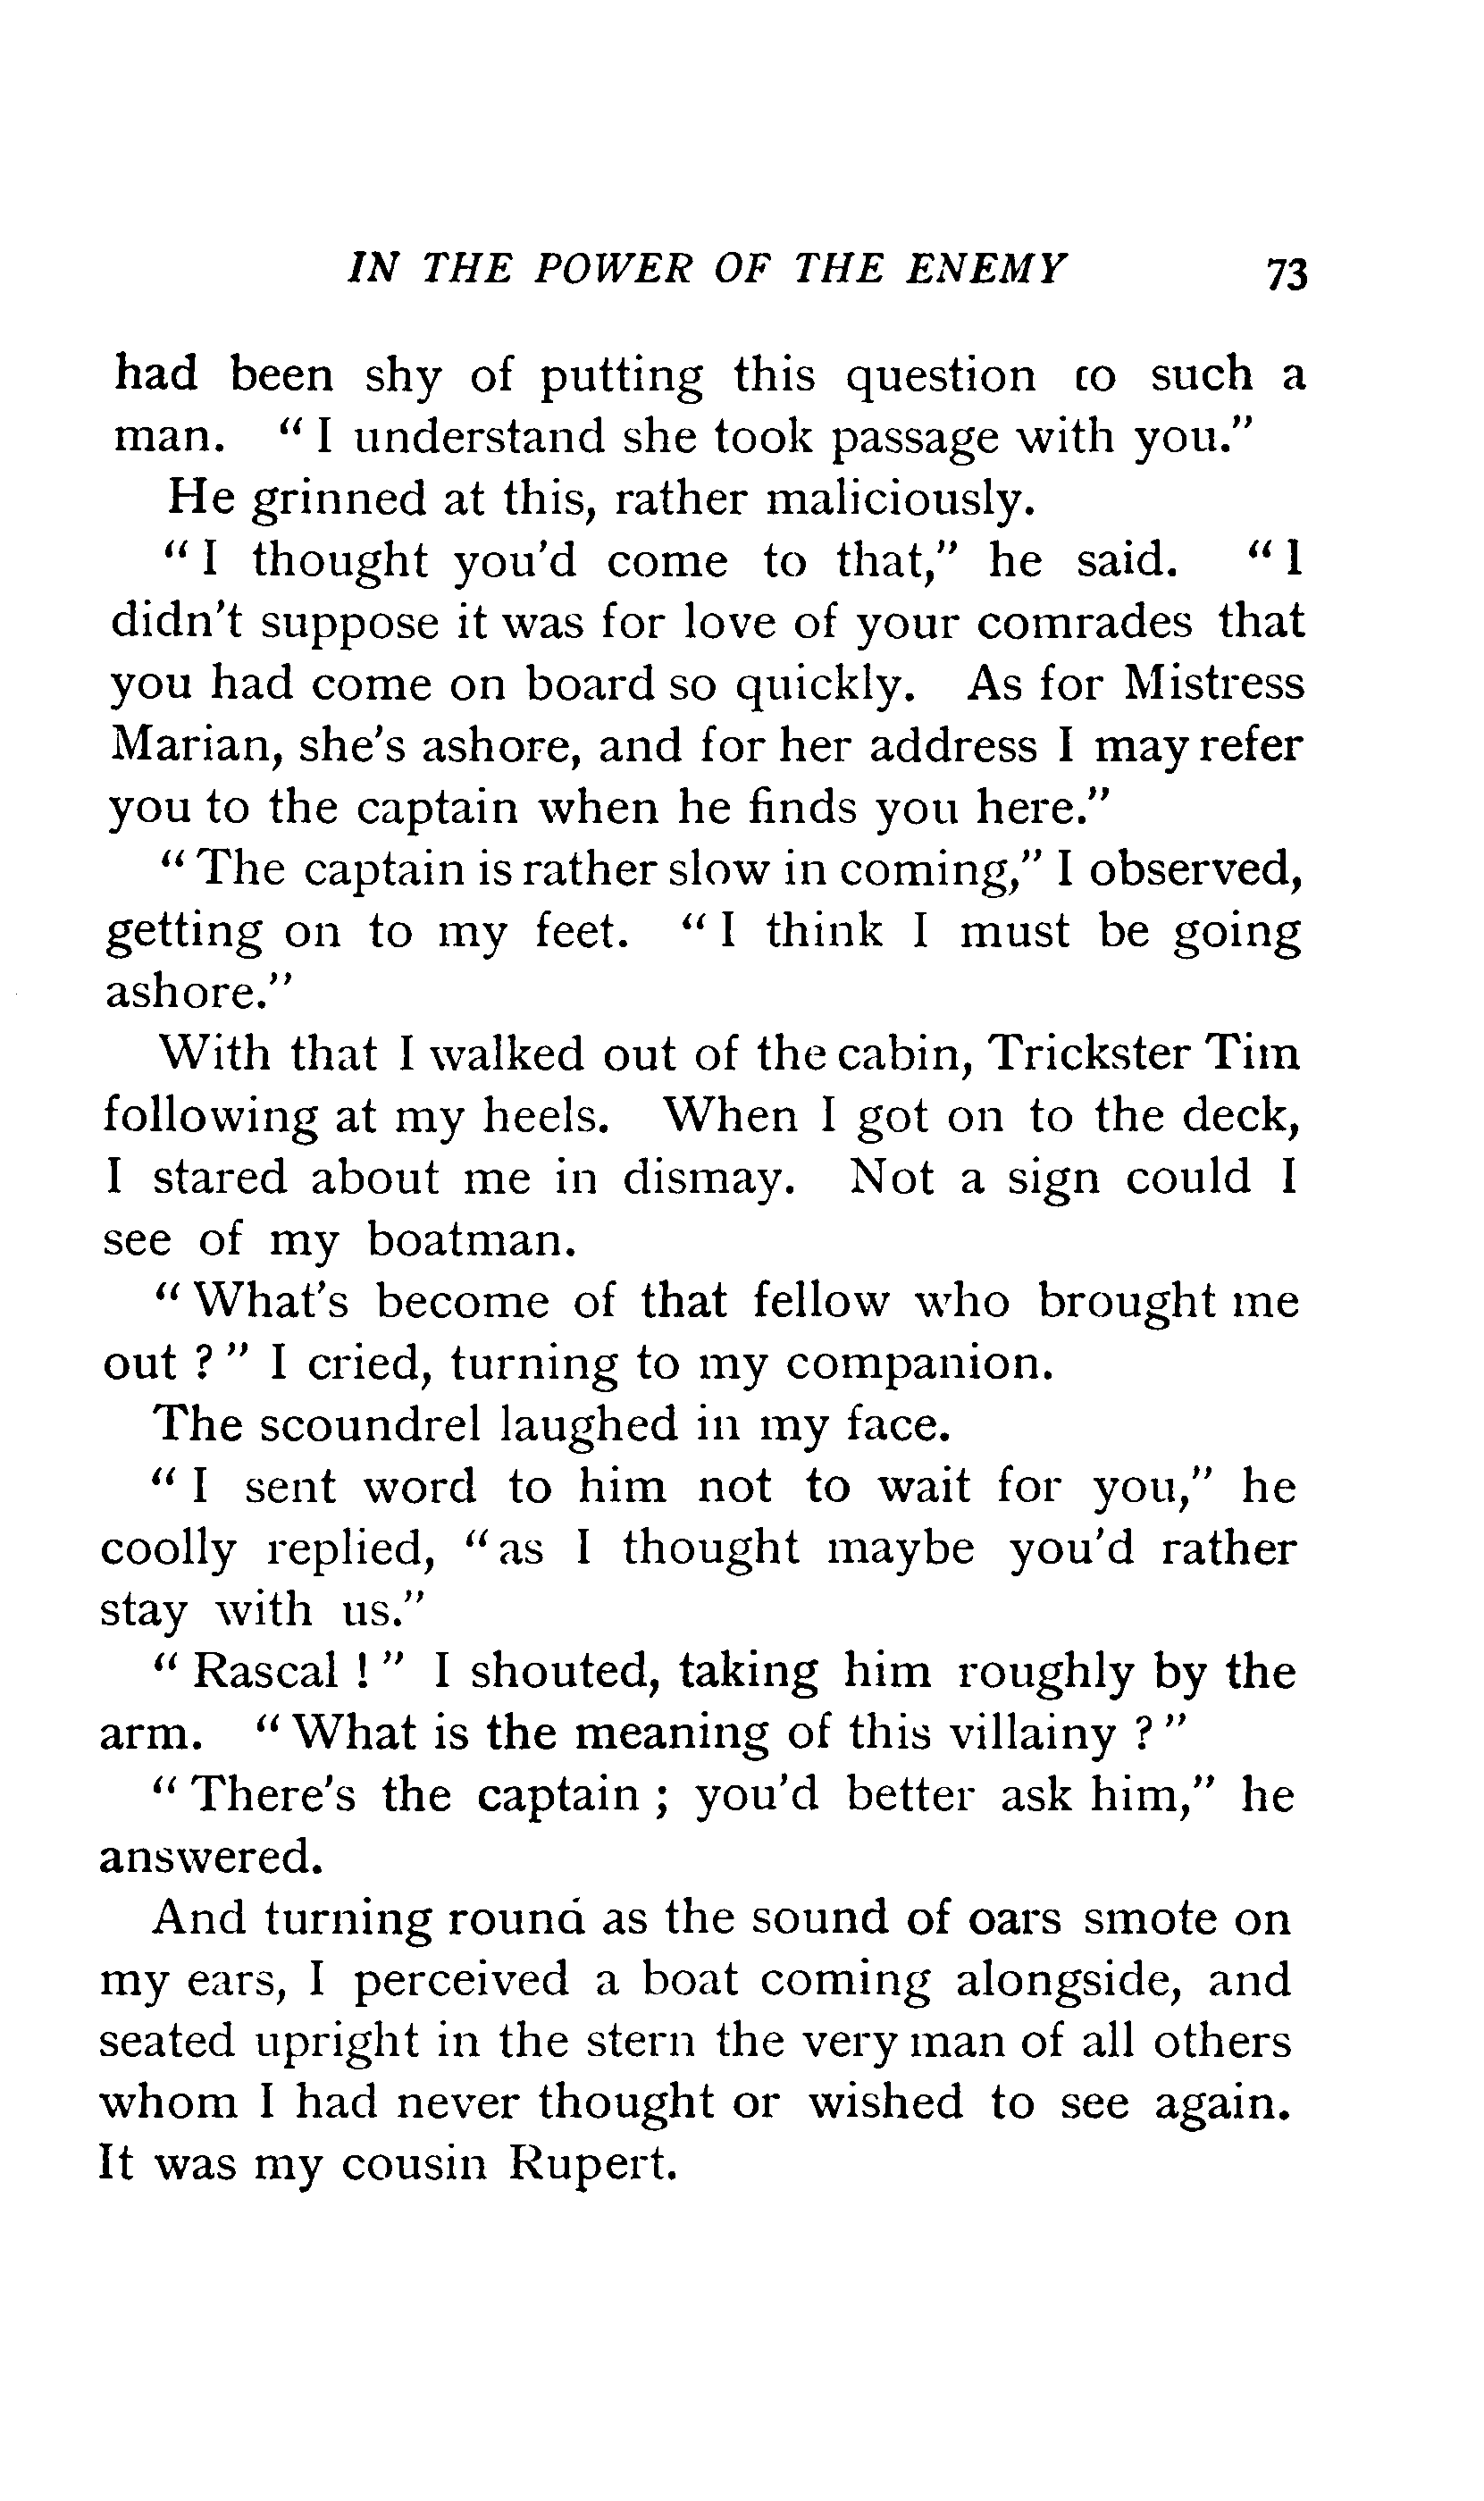 IN THE POWER OF THE ENEMY 73
had been shy of putting this question to such a
man. "I understand she took passage with you."
He grinned at this, rather maliciously.
"I thought you'd come to that," he said. "I
didn't suppose it was for love of your comrades that
you had come on board so quickly. As for Mistress
Marian, she's ashore, and for her address I may refer
you to the captain when he finds you here."
"The captain is rather slow in coming," I observed,
getting on to my feet. "I think I must be going
ashore."
With that I walked out of the cabin, Trickster Tim
following at my heels. When I got on to the deck,
I stared about me in dismay. Not a sign could I
see of my boatman.
"What's become of that fellow who brought me
out ?" I cried, turning to my companion.
The scoundrel laughed in my face.
"I sent word to him not to wait for you," he
coolly replied, "as I thought maybe you'd rather
stay with us."
"Rascal !" I shouted, taking him roughly by the
arm. "What is the meaning of this villainy ?"
"There's the captain ; you'd better ask him," he
answered.
And turning round as the sound of oars smote on
my ears, I perceived a boat coming alongside, and
seated upright in the stern the very man of all others
whom I had never thought or wished to see again.
It was my cousin Rupert.